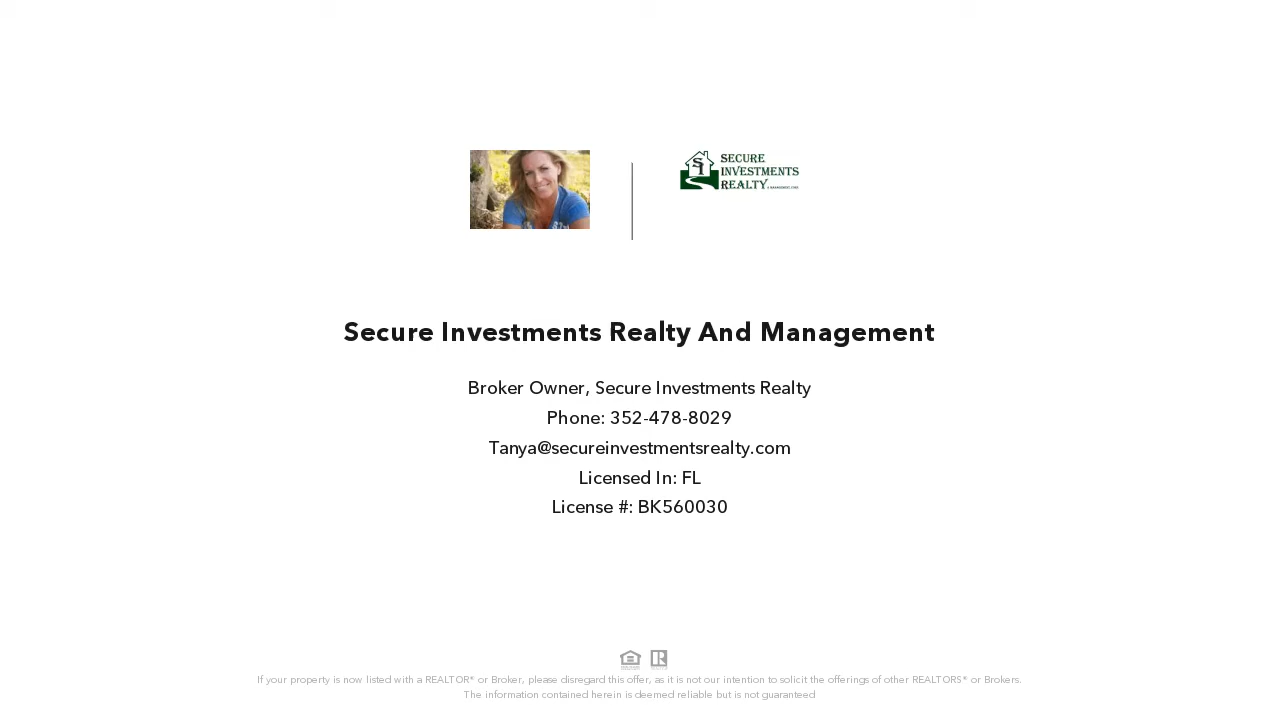 SI
SECURE
INVESTMENTS
REALTY
Secure Investments Realty And Management
Broker Owner, Secure Investments Realty
Phone: 352-478-8029
Tanya@secureinvestmentsrealty.com
Licensed In: FL
License #: BK560030
If your property is now listed with a REALTOR® or Broker, please disregard this offer, as it is not our intention to solicit the offerings of other REALTORS® or Brokers.
The information contained herein is deemed reliable but is not guaranteed